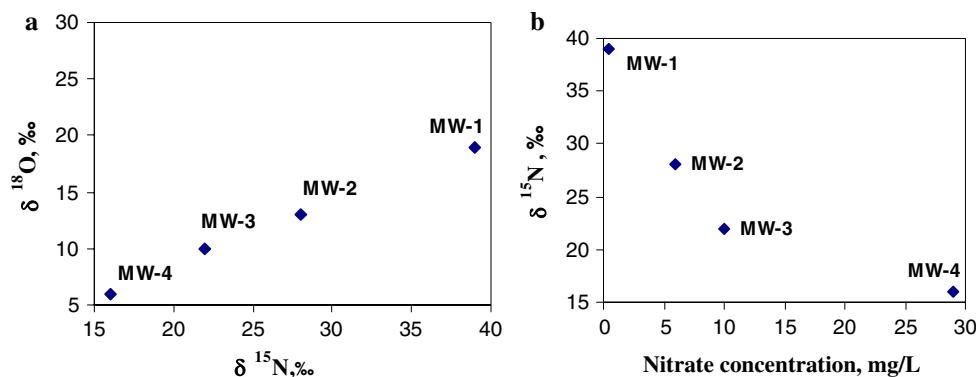 a
30
25
20
15
10
5
δ ¹⁸O, ‰
MW-1
MW-2
MW-3
MW-4
15 20 25 30 35 40
δ ¹⁵N,‰
b
40
35
30
25
20
15
δ ¹⁵N , ‰
MW-1
MW-2
MW-3
MW-4
0 5 10 15 20 25 30
Nitrate concentration, mg/L